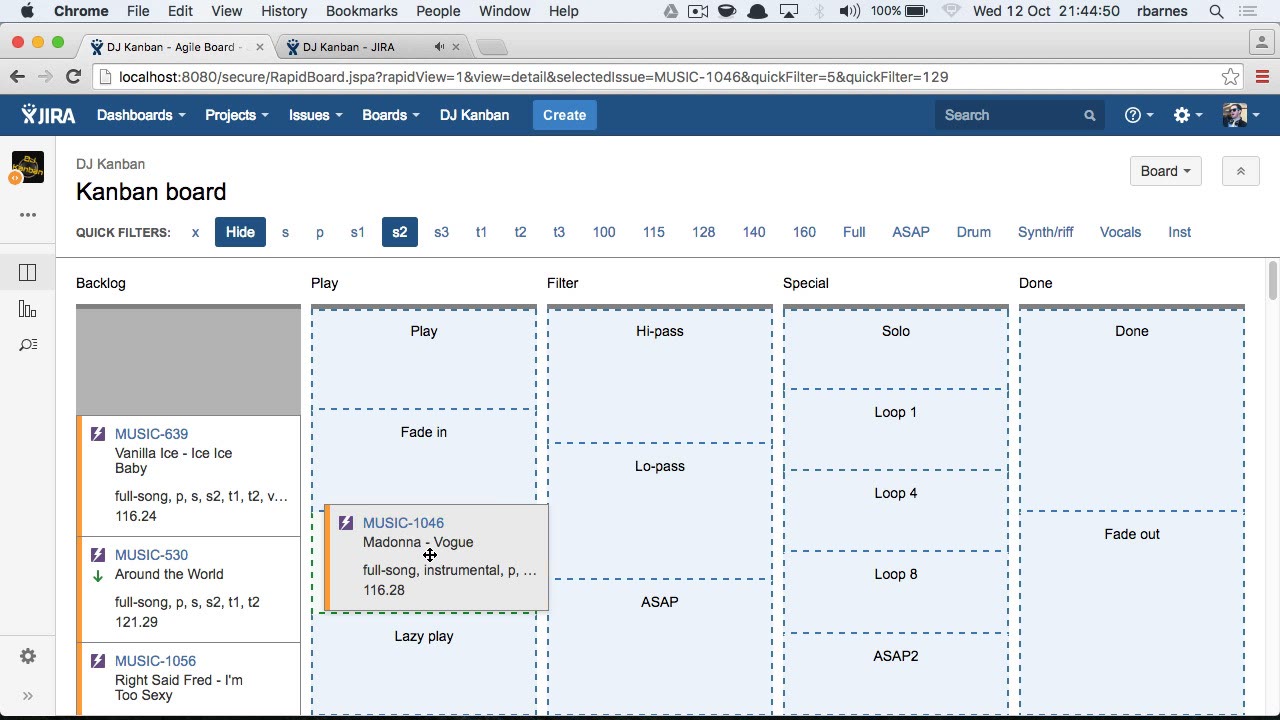 Chrome File Edit View History Bookmarks People Window Help 100% Wed 12 Oct 21:44:50 rbarnes
DJ Kanban - Agile Board -
DJ Kanban - JIRA
localhost:8080/secure/RapidBoard.jspa?rapidView=1&view=detail&selectedIssue=MUSIC-1046&quickFilter=5&quickFilter=129
JIRA Dashboards Projects Issues Boards DJ Kanban Create Search
DJ Kanban
Kanban board
Board
QUICK FILTERS: x Hide s p s1 s2 s3 t1 t2 t3 100 115 128 140 160 Full ASAP Drum Synth/riff Vocals Inst
Backlog Play Filter Special Done
MUSIC-639
Vanilla Ice - Ice Ice
Baby
full-song, p, s, s2, t1, t2, v...
116.24
MUSIC-530
Around the World
full-song, p, s, s2, t1, t2
121.29
MUSIC-1056
Right Said Fred - I'm
Too Sexy
Play
Fade in
MUSIC-1046
Madonna - Vogue
full-song, instrumental, p, ...
116.28
Lazy play
Hi-pass
Lo-pass
ASAP
Solo
Loop 1
Loop 4
Loop 8
ASAP2
Done
Fade out